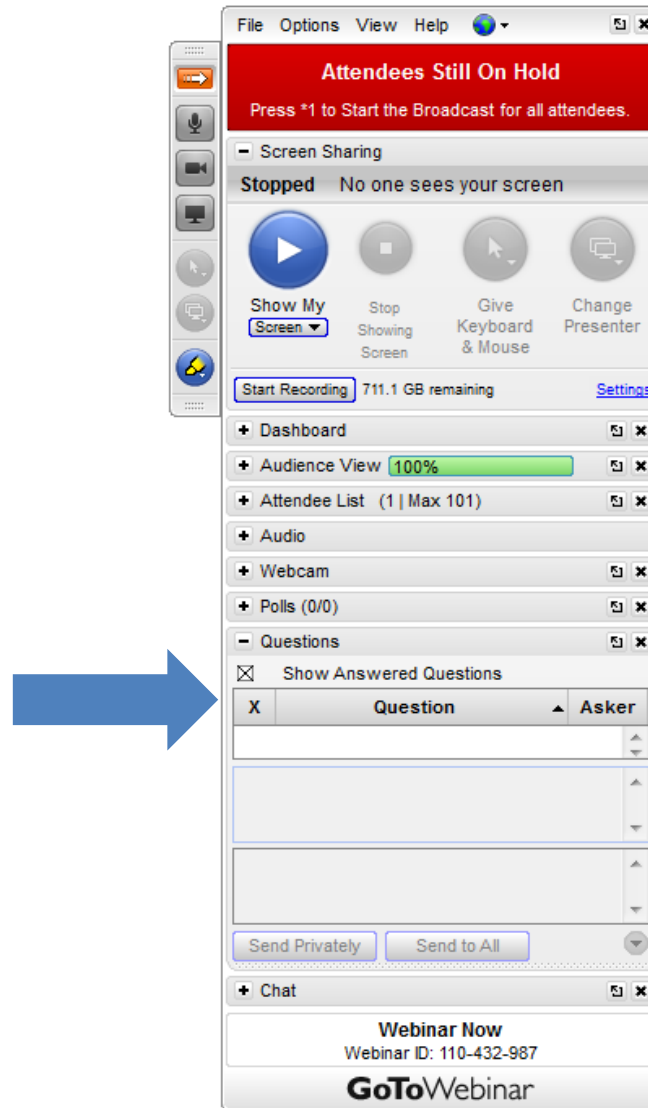 File Options View Help
Attendees Still On Hold
Press *1 to Start the Broadcast for all attendees.
Screen Sharing
Stopped No one sees your screen
Show My
Screen
Stop
Showing
Screen
Give
Keyboard
& Mouse
Change
Presenter
Start Recording 711.1 GB remaining Settings
Dashboard
Audience View 100%
Attendee List (1 | Max 101)
Audio
Webcam
Polls (0/0)
Questions
Show Answered Questions
X Question Asker
Send Privately Send to All
Chat
Webinar Now
Webinar ID: 110-432-987
GoToWebinar